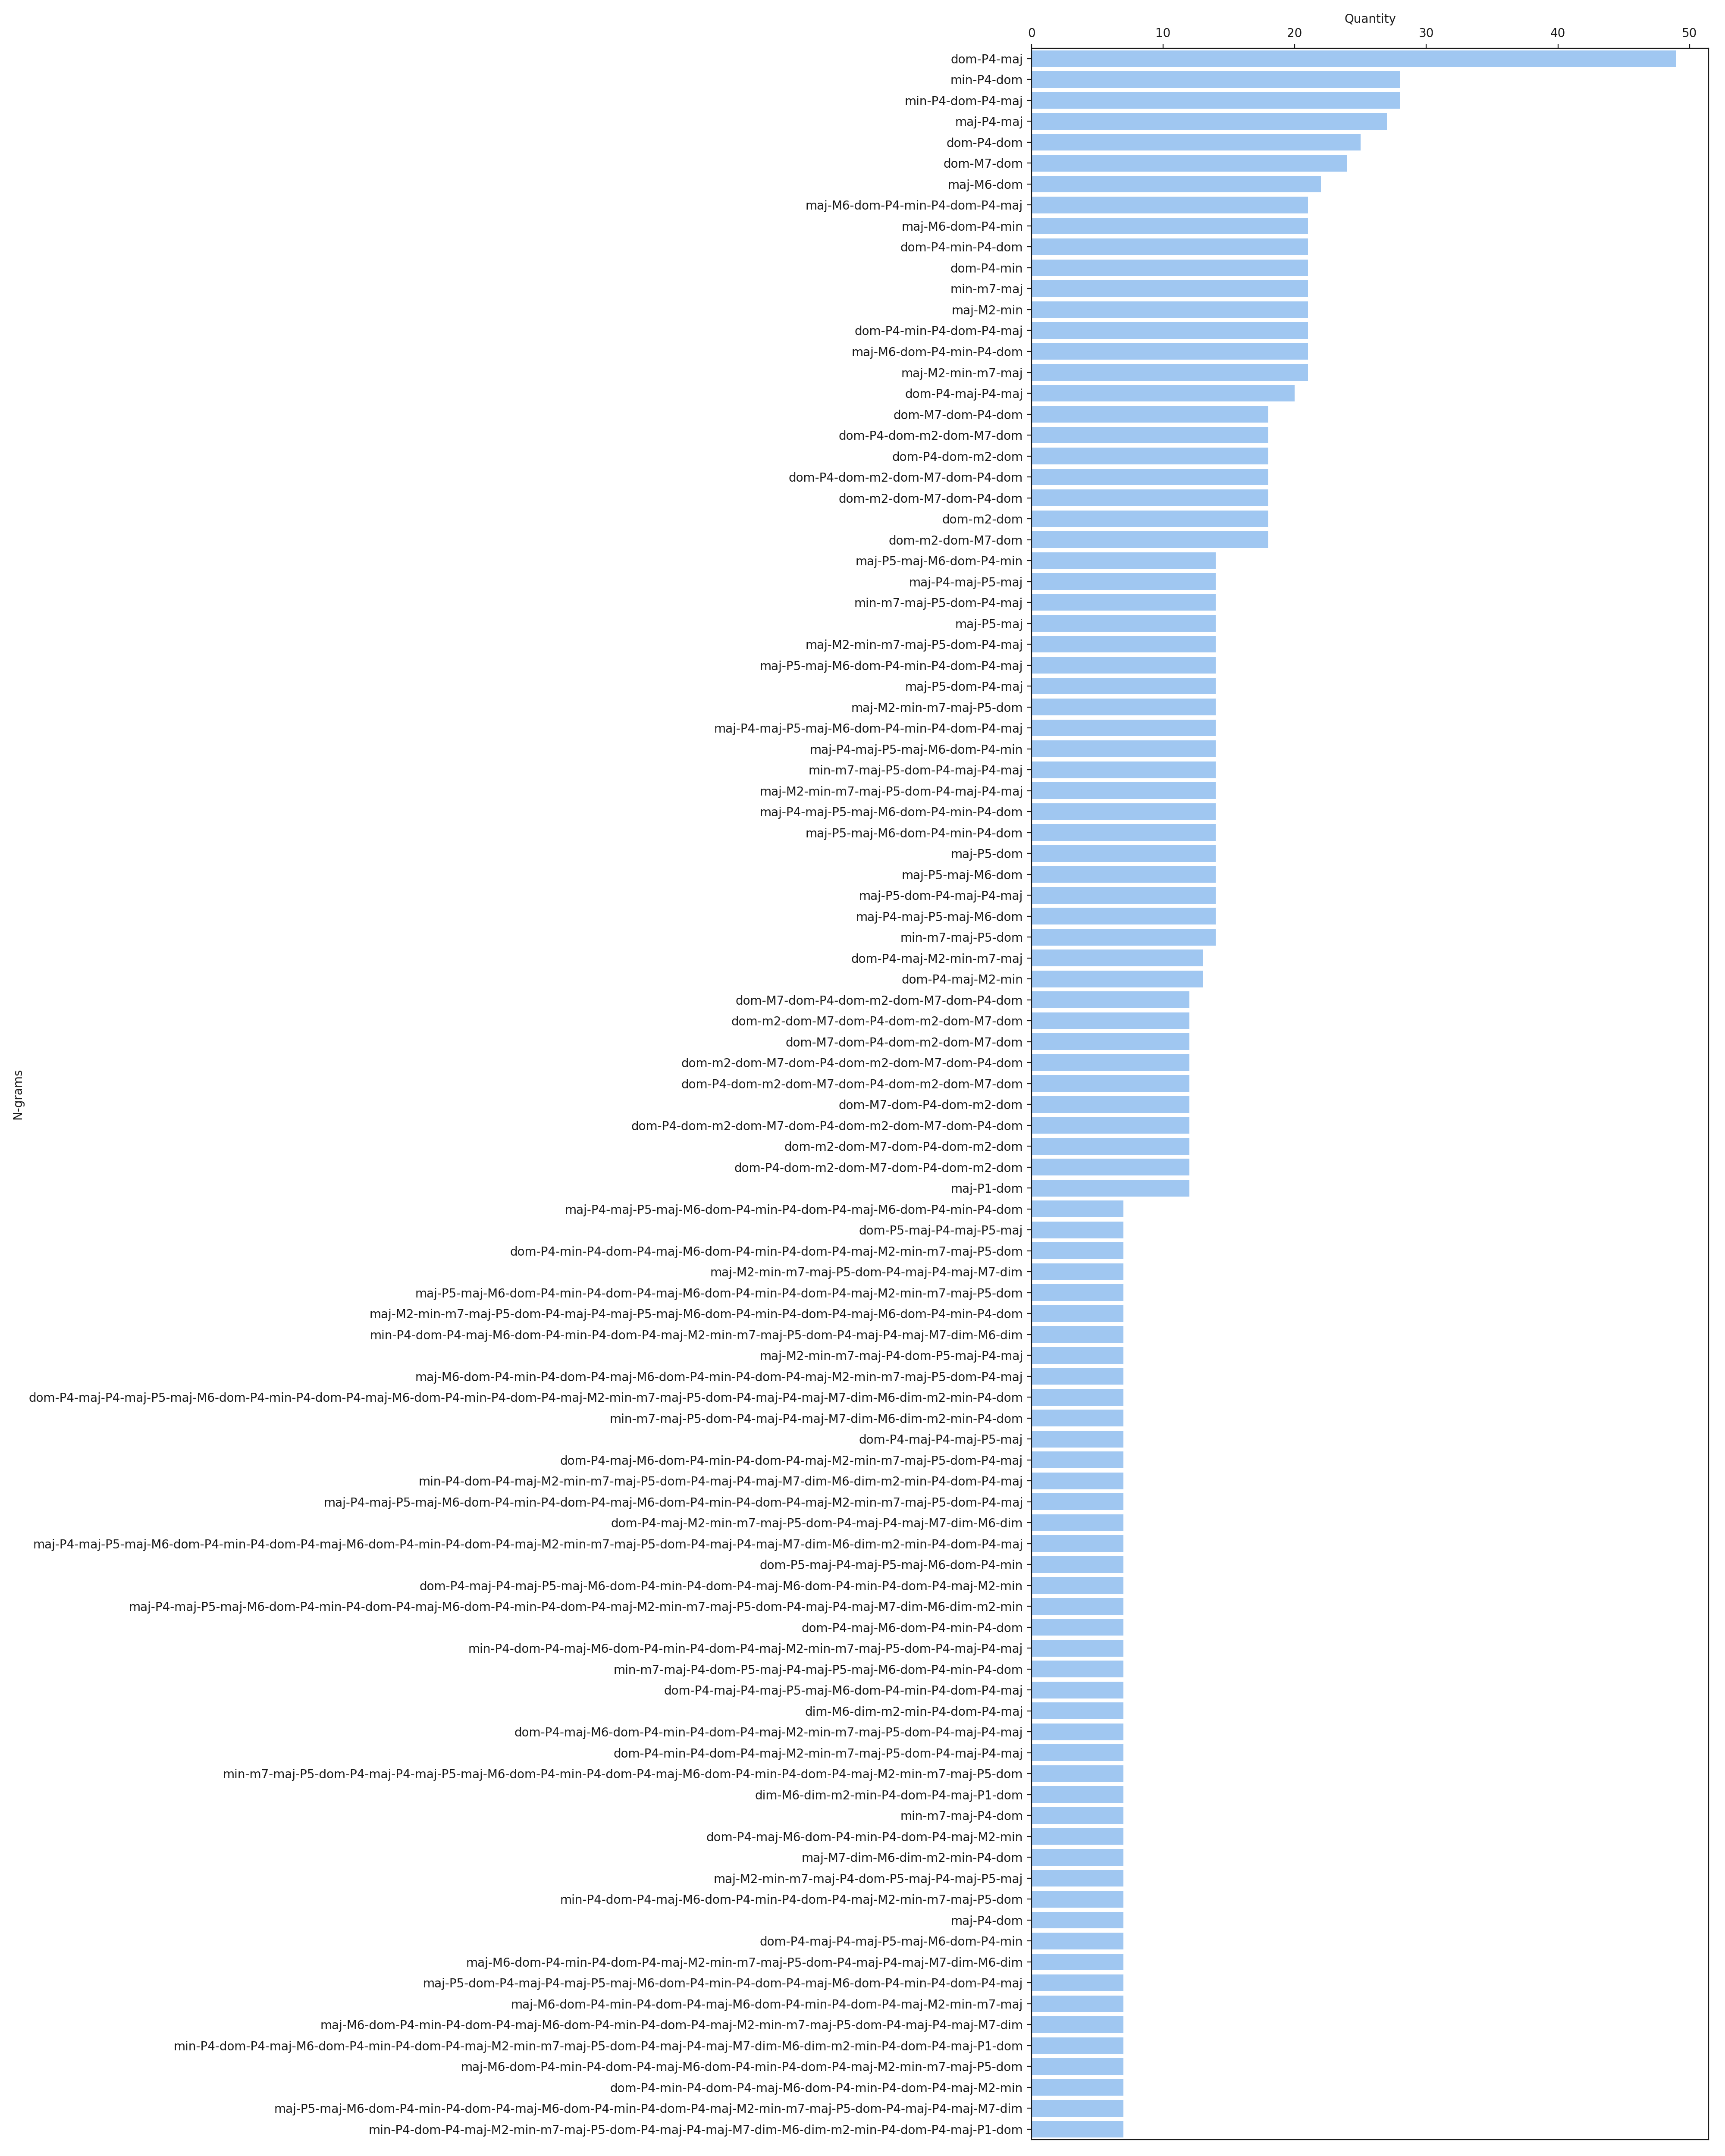 Quantity
0 10 20 30 40 50
dom-P4-maj
min-P4-dom
min-P4-dom-P4-maj
maj-P4-maj
dom-P4-dom
dom-M7-dom
maj-M6-dom
maj-M6-dom-P4-min-P4-dom-P4-maj
maj-M6-dom-P4-min
dom-P4-min-P4-dom
dom-P4-min
min-m7-maj
maj-M2-min
dom-P4-min-P4-dom-P4-maj
maj-M6-dom-P4-min-P4-dom
maj-M2-min-m7-maj
dom-P4-maj-P4-maj
dom-M7-dom-P4-dom
dom-P4-dom-m2-dom-M7-dom
dom-P4-dom-m2-dom
dom-P4-dom-m2-dom-M7-dom-P4-dom
dom-m2-dom-M7-dom-P4-dom
dom-m2-dom
dom-m2-dom-M7-dom
maj-P5-maj-M6-dom-P4-min
maj-P4-maj-P5-maj
min-m7-maj-P5-dom-P4-maj
maj-P5-maj
maj-M2-min-m7-maj-P5-dom-P4-maj
maj-P5-maj-M6-dom-P4-min-P4-dom-P4-maj
maj-P5-dom-P4-maj
maj-M2-min-m7-maj-P5-dom
maj-P4-maj-P5-maj-M6-dom-P4-min-P4-dom-P4-maj
maj-P4-maj-P5-maj-M6-dom-P4-min
min-m7-maj-P5-dom-P4-maj-P4-maj
maj-M2-min-m7-maj-P5-dom-P4-maj-P4-maj
maj-P4-maj-P5-maj-M6-dom-P4-min-P4-dom
maj-P5-maj-M6-dom-P4-min-P4-dom
maj-P5-dom
maj-P5-maj-M6-dom
maj-P5-dom-P4-maj-P4-maj
maj-P4-maj-P5-maj-M6-dom
min-m7-maj-P5-dom
dom-P4-maj-M2-min-m7-maj
dom-P4-maj-M2-min
dom-M7-dom-P4-dom-m2-dom-M7-dom-P4-dom
dom-m2-dom-M7-dom-P4-dom-m2-dom-M7-dom
dom-M7-dom-P4-dom-m2-dom-M7-dom
dom-m2-dom-M7-dom-P4-dom-m2-dom-M7-dom-P4-dom
dom-P4-dom-m2-dom-M7-dom-P4-dom-m2-dom-M7-dom
dom-M7-dom-P4-dom-m2-dom
dom-P4-dom-m2-dom-M7-dom-P4-dom-m2-dom-M7-dom-P4-dom
dom-m2-dom-M7-dom-P4-dom-m2-dom
dom-P4-dom-m2-dom-M7-dom-P4-dom-m2-dom
maj-P1-dom
maj-P4-maj-P5-maj-M6-dom-P4-min-P4-dom-P4-maj-M6-dom-P4-min-P4-dom
dom-P5-maj-P4-maj-P5-maj
dom-P4-min-P4-dom-P4-maj-M6-dom-P4-min-P4-dom-P4-maj-M2-min-m7-maj-P5-dom
maj-M2-min-m7-maj-P5-dom-P4-maj-P4-maj-M7-dim
maj-P5-maj-M6-dom-P4-min-P4-dom-P4-maj-M6-dom-P4-min-P4-dom-P4-maj-M2-min-m7-maj-P5-dom
maj-M2-min-m7-maj-P5-dom-P4-maj-P4-maj-P5-maj-M6-dom-P4-min-P4-dom-P4-maj-M6-dom-P4-min-P4-dom
min-P4-dom-P4-maj-M6-dom-P4-min-P4-dom-P4-maj-M2-min-m7-maj-P5-dom-P4-maj-P4-maj-M7-dim-M6-dim
maj-M2-min-m7-maj-P4-dom-P5-maj-P4-maj
maj-M6-dom-P4-min-P4-dom-P4-maj-M6-dom-P4-min-P4-dom-P4-maj-M2-min-m7-maj-P5-dom-P4-maj
dom-P4-maj-P4-maj-P5-maj-M6-dom-P4-min-P4-dom-P4-maj-M6-dom-P4-min-P4-dom-P4-maj-M2-min-m7-maj-P5-dom-P4-maj-P4-maj-M7-dim-M6-dim-m2-min-P4-dom
min-m7-maj-P5-dom-P4-maj-P4-maj-M7-dim-M6-dim-m2-min-P4-dom
dom-P4-maj-P4-maj-P5-maj
dom-P4-maj-M6-dom-P4-min-P4-dom-P4-maj-M2-min-m7-maj-P5-dom-P4-maj
min-P4-dom-P4-maj-M2-min-m7-maj-P5-dom-P4-maj-P4-maj-M7-dim-M6-dim-m2-min-P4-dom-P4-maj
maj-P4-maj-P5-maj-M6-dom-P4-min-P4-dom-P4-maj-M6-dom-P4-min-P4-dom-P4-maj-M2-min-m7-maj-P5-dom-P4-maj
dom-P4-maj-M2-min-m7-maj-P5-dom-P4-maj-P4-maj-M7-dim-M6-dim
maj-P4-maj-P5-maj-M6-dom-P4-min-P4-dom-P4-maj-M6-dom-P4-min-P4-dom-P4-maj-M2-min-m7-maj-P5-dom-P4-maj-P4-maj-M7-dim-M6-dim-m2-min-P4-dom-P4-maj
dom-P5-maj-P4-maj-P5-maj-M6-dom-P4-min
dom-P4-maj-P4-maj-P5-maj-M6-dom-P4-min-P4-dom-P4-maj-M6-dom-P4-min-P4-dom-P4-maj-M2-min
maj-P4-maj-P5-maj-M6-dom-P4-min-P4-dom-P4-maj-M6-dom-P4-min-P4-dom-P4-maj-M2-min-m7-maj-P5-dom-P4-maj-P4-maj-M7-dim-M6-dim-m2-min
dom-P4-maj-M6-dom-P4-min-P4-dom
min-P4-dom-P4-maj-M6-dom-P4-min-P4-dom-P4-maj-M2-min-m7-maj-P5-dom-P4-maj-P4-maj
min-m7-maj-P4-dom-P5-maj-P4-maj-P5-maj-M6-dom-P4-min-P4-dom
dom-P4-maj-P4-maj-P5-maj-M6-dom-P4-min-P4-dom-P4-maj
dim-M6-dim-m2-min-P4-dom-P4-maj
dom-P4-maj-M6-dom-P4-min-P4-dom-P4-maj-M2-min-m7-maj-P5-dom-P4-maj-P4-maj
dom-P4-min-P4-dom-P4-maj-M2-min-m7-maj-P5-dom-P4-maj-P4-maj
min-m7-maj-P5-dom-P4-maj-P4-maj-P5-maj-M6-dom-P4-min-P4-dom-P4-maj-M6-dom-P4-min-P4-dom-P4-maj-M2-min-m7-maj-P5-dom
dim-M6-dim-m2-min-P4-dom-P4-maj-P1-dom
min-m7-maj-P4-dom
dom-P4-maj-M6-dom-P4-min-P4-dom-P4-maj-M2-min
maj-M7-dim-M6-dim-m2-min-P4-dom
maj-M2-min-m7-maj-P4-dom-P5-maj-P4-maj-P5-maj
min-P4-dom-P4-maj-M6-dom-P4-min-P4-dom-P4-maj-M2-min-m7-maj-P5-dom
maj-P4-dom
dom-P4-maj-P4-maj-P5-maj-M6-dom-P4-min
maj-M6-dom-P4-min-P4-dom-P4-maj-M2-min-m7-maj-P5-dom-P4-maj-P4-maj-M7-dim-M6-dim
maj-P5-dom-P4-maj-P4-maj-P5-maj-M6-dom-P4-min-P4-dom-P4-maj-M6-dom-P4-min-P4-dom-P4-maj
maj-M6-dom-P4-min-P4-dom-P4-maj-M6-dom-P4-min-P4-dom-P4-maj-M2-min-m7-maj
maj-M6-dom-P4-min-P4-dom-P4-maj-M6-dom-P4-min-P4-dom-P4-maj-M2-min-m7-maj-P5-dom-P4-maj-P4-maj-M7-dim
min-P4-dom-P4-maj-M6-dom-P4-min-P4-dom-P4-maj-M2-min-m7-maj-P5-dom-P4-maj-P4-maj-M7-dim-M6-dim-m2-min-P4-dom-P4-maj-P1-dom
maj-M6-dom-P4-min-P4-dom-P4-maj-M6-dom-P4-min-P4-dom-P4-maj-M2-min-m7-maj-P5-dom
dom-P4-min-P4-dom-P4-maj-M6-dom-P4-min-P4-dom-P4-maj-M2-min
maj-P5-maj-M6-dom-P4-min-P4-dom-P4-maj-M6-dom-P4-min-P4-dom-P4-maj-M2-min-m7-maj-P5-dom-P4-maj-P4-maj-M7-dim
min-P4-dom-P4-maj-M2-min-m7-maj-P5-dom-P4-maj-P4-maj-M7-dim-M6-dim-m2-min-P4-dom-P4-maj-P1-dom
N-grams